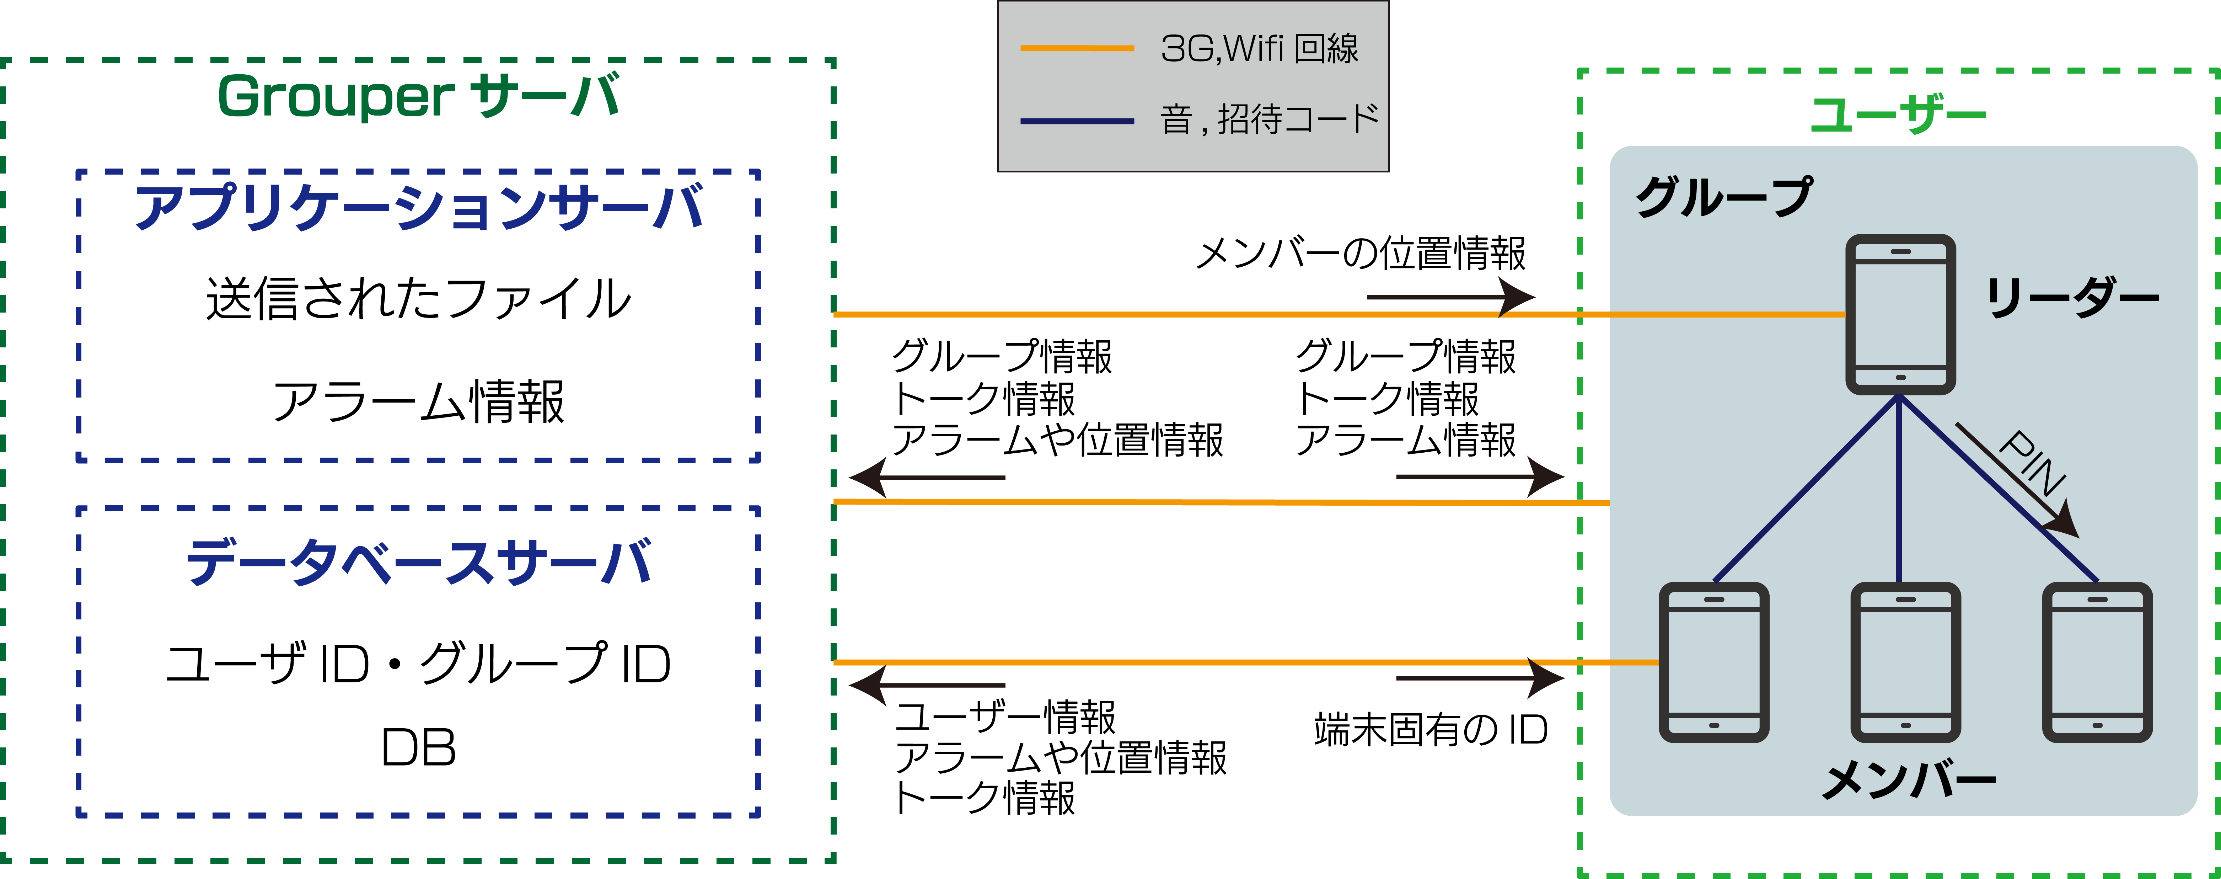 3G,Wifi 回線
音 , 招待コード
Grouper サーバ
アプリケーションサーバ
送信されたファイル
アラーム情報
データベースサーバ
ユーザ ID・グループ ID
DB
メンバーの位置情報
グループ情報
トーク情報
アラームや位置情報
グループ情報
トーク情報
アラーム情報
ユーザー情報
アラームや位置情報
トーク情報
端末固有の ID
ユーザー
グループ
リーダー
PIN
メンバー